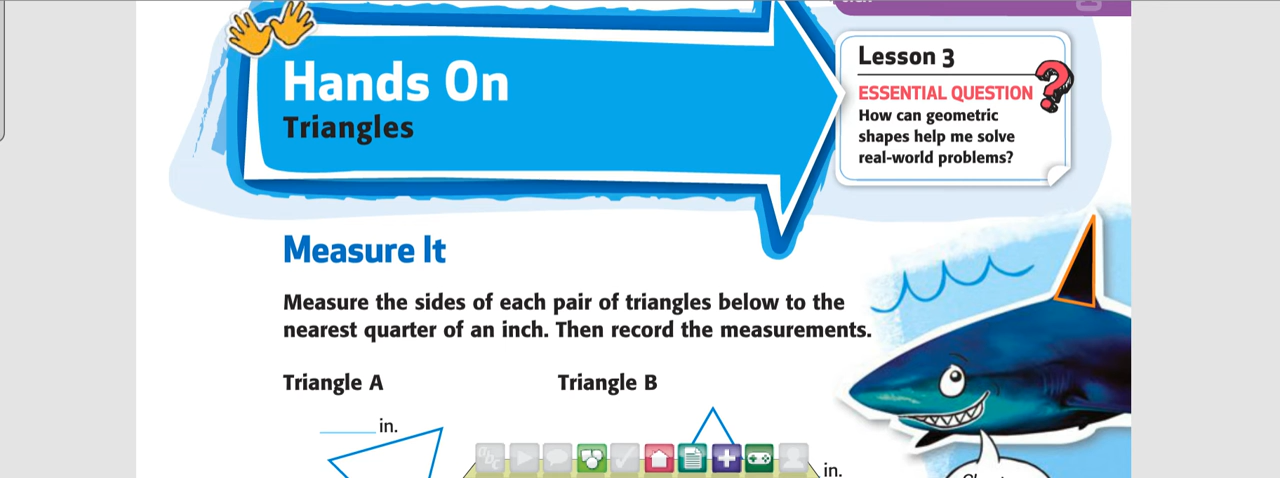 Hands On
Triangles
Lesson 3
ESSENTIAL QUESTION
How can geometric
shapes help me solve
real-world problems?
Measure It
Measure the sides of each pair of triangles below to the
nearest quarter of an inch. Then record the measurements.
Triangle A
Triangle B
in.
abc
in.